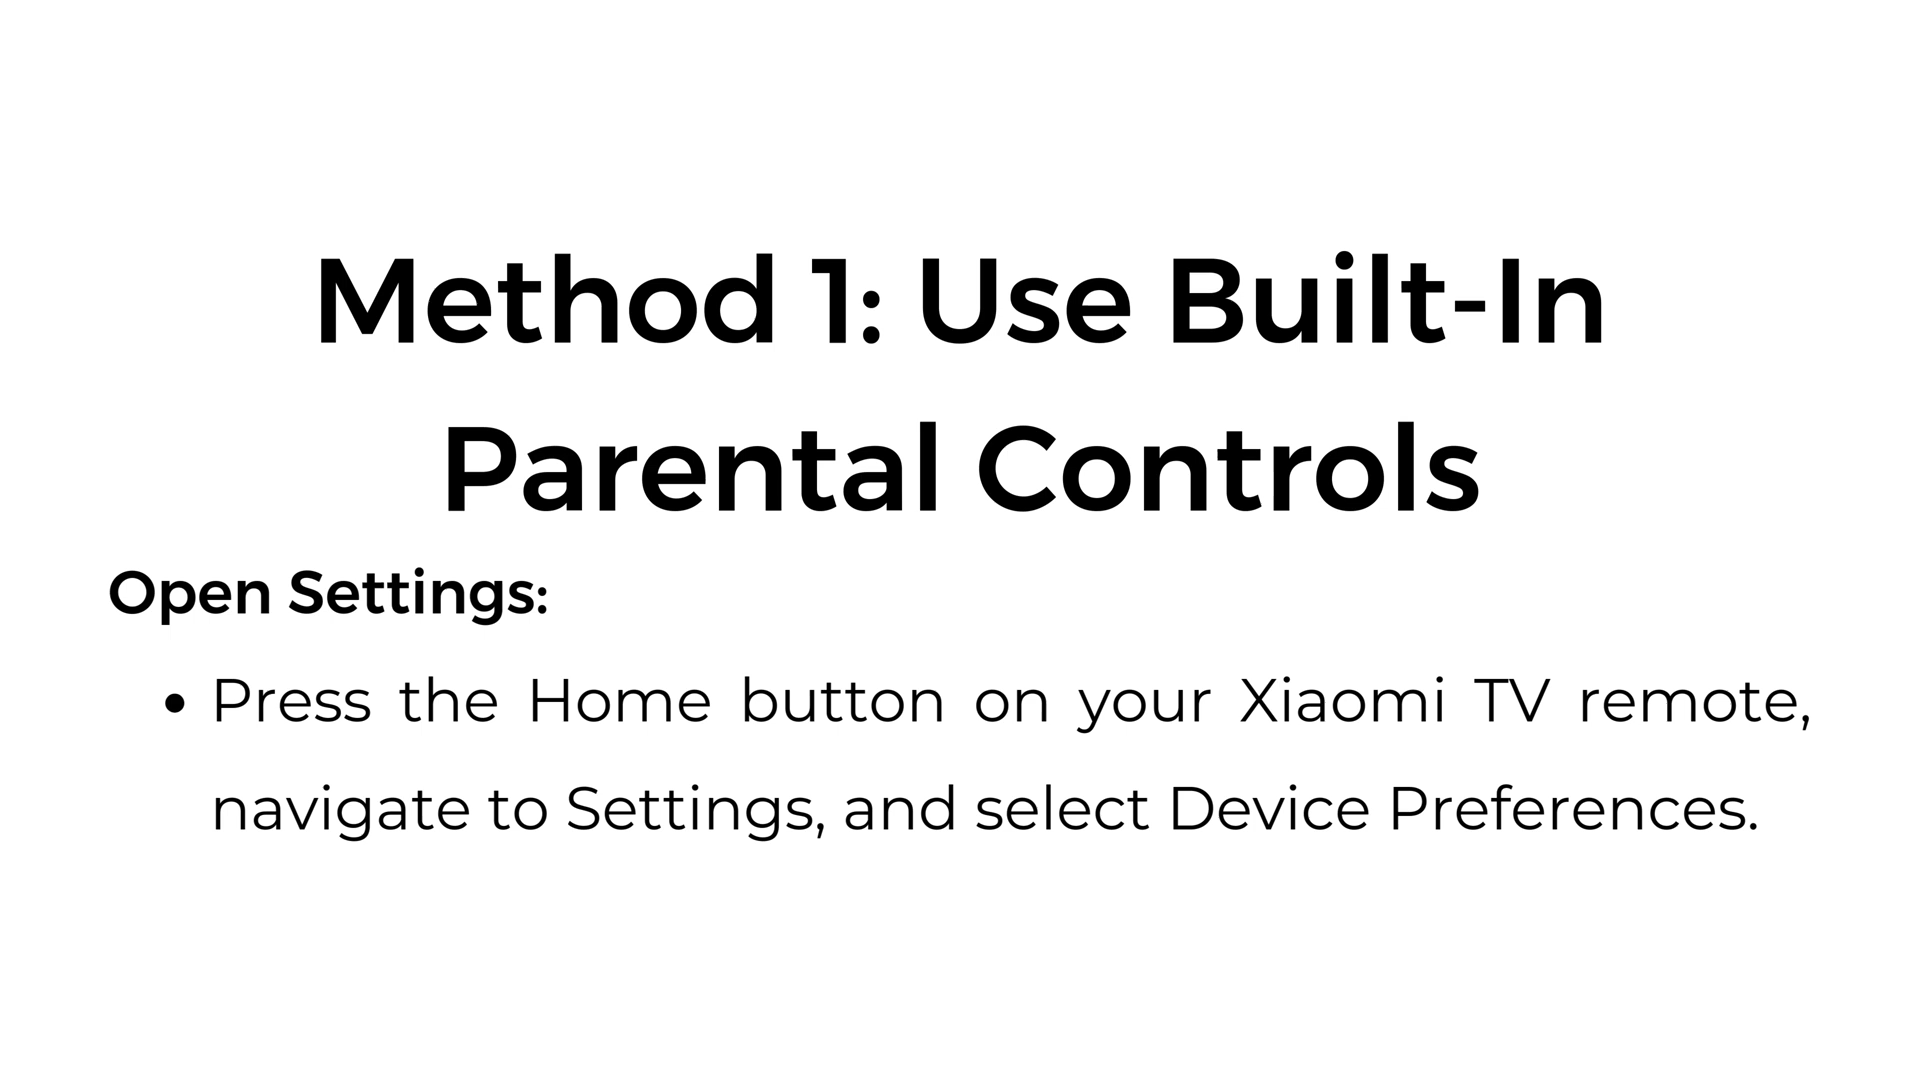 Method 1: Use Built-In
Parental Controls
Open Settings:
• Press the Home button on your Xiaomi TV remote,
navigate to Settings, and select Device Preferences.